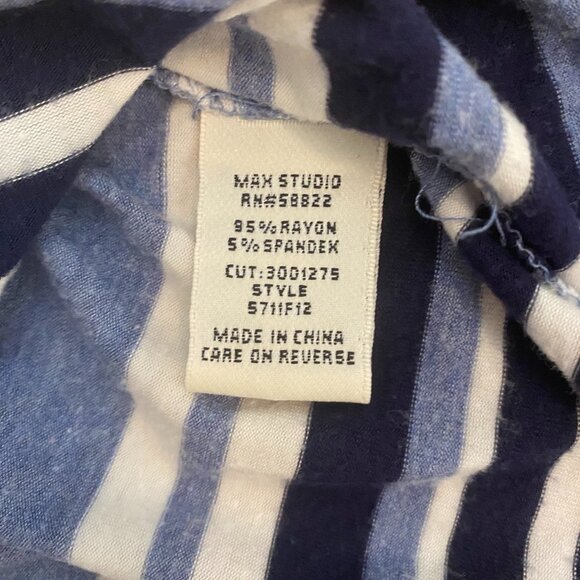 MAX STUDIO
RN#58822
95% RAYON
5% SPANDEX
CUT:3001275
STYLE
5711F12
MADE IN CHINA
CARE ON REVERSE